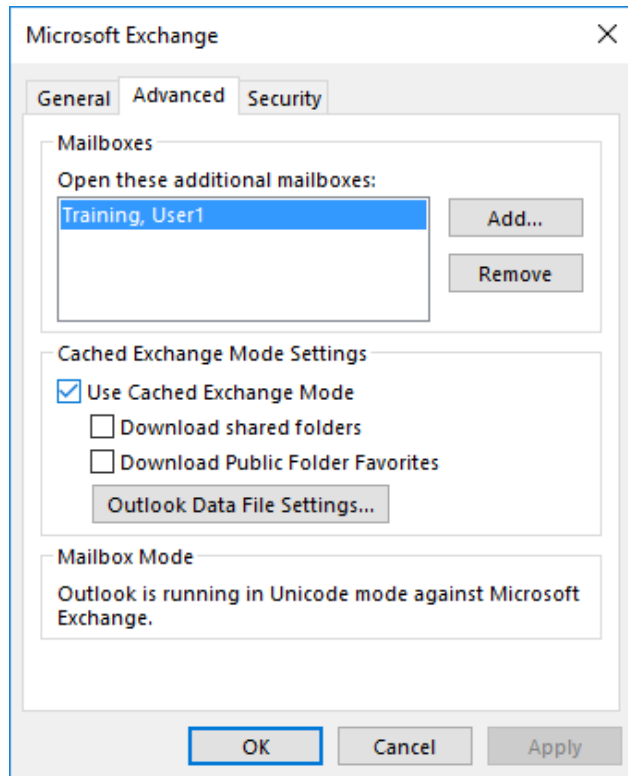 Microsoft Exchange
General
Advanced
Security
Mailboxes
Open these additional mailboxes:
Training, User1
Add...
Remove
Cached Exchange Mode Settings
Use Cached Exchange Mode
Download shared folders
Download Public Folder Favorites
Outlook Data File Settings...
Mailbox Mode
Outlook is running in Unicode mode against Microsoft
Exchange.
OK
Cancel
Apply